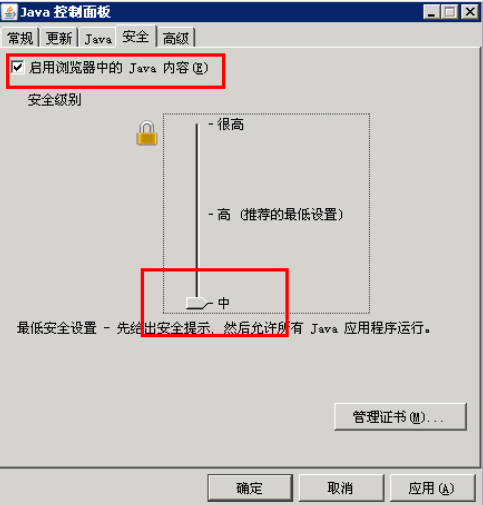 Java 控制面板
常规 更新 Java 安全 高级
启用浏览器中的 Java 内容(E)
安全级别
- 很高
- 高 (推荐的最低设置)
- 中
最低安全设置 - 先给出安全提示, 然后允许所有 Java 应用程序运行。
管理证书(M)...
确定 取消 应用(A)